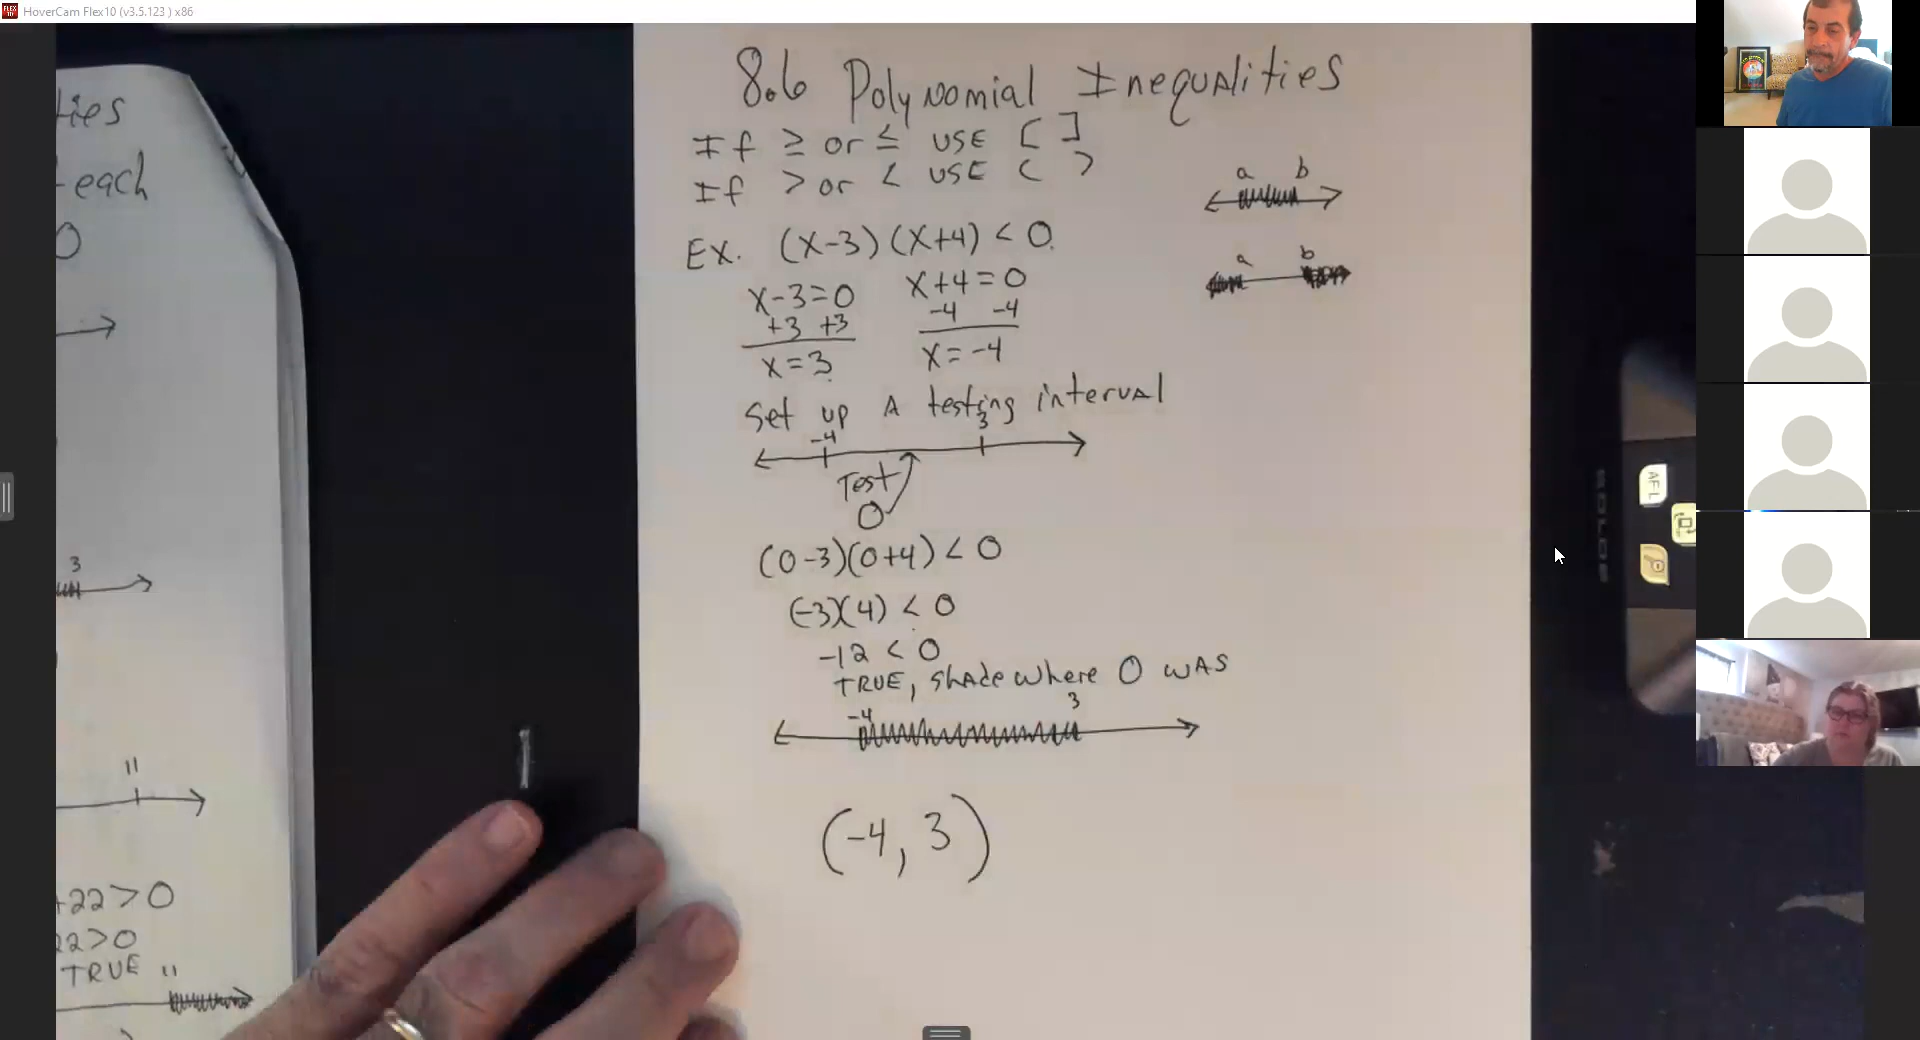 HoverCam Flex10 (v3.5.123 ) x86
ties
each
0
3
11
+22>0
22>0
TRUE 11
8.6 Polynomial Inequalities
If ≥ or ≤ use [ ]
If > or < use ( )
a b
a b
EX. (x-3)(x+4) < 0
x-3=0 x+4=0
+3 +3 -4 -4
x=3 x=-4
Set up A testing interval
-4 3
Test
0
(0-3)(0+4) < 0
(-3)(4) < 0
-12 < 0
TRUE, shade where 0 was
-4 3
(-4, 3)
AFL